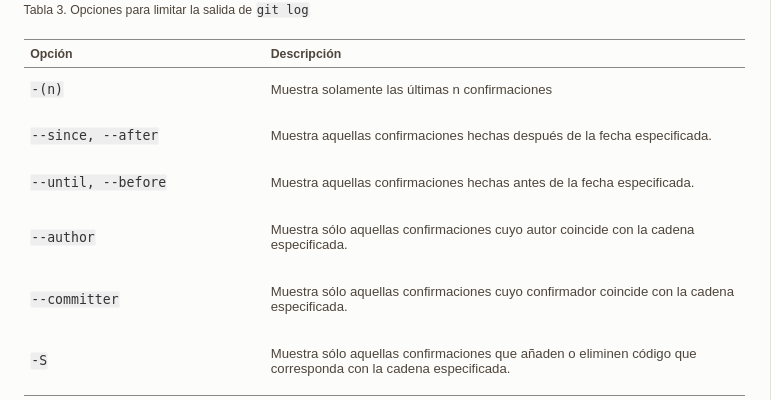 Tabla 3. Opciones para limitar la salida de git log
Opción Descripción
-(n) Muestra solamente las últimas n confirmaciones
--since, --after Muestra aquellas confirmaciones hechas después de la fecha especificada.
--until, --before Muestra aquellas confirmaciones hechas antes de la fecha especificada.
--author Muestra sólo aquellas confirmaciones cuyo autor coincide con la cadena
especificada.
--committer Muestra sólo aquellas confirmaciones cuyo confirmador coincide con la cadena
especificada.
-S Muestra sólo aquellas confirmaciones que añaden o eliminen código que
corresponda con la cadena especificada.